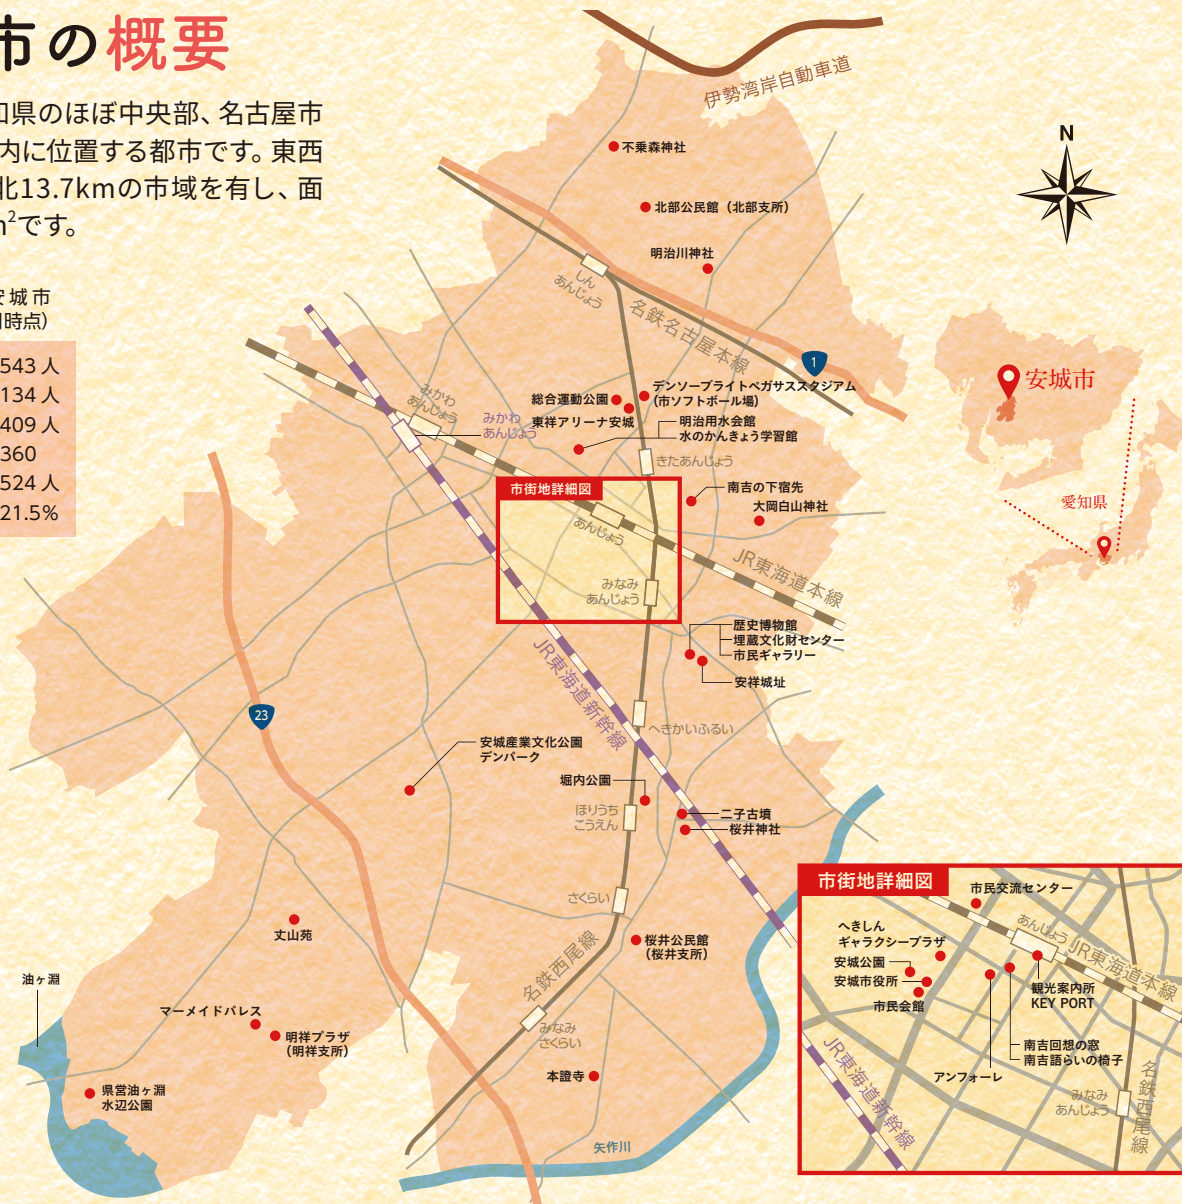 市の概要
知県のほぼ中央部、名古屋市
内に位置する都市です。東西
北13.7kmの市域を有し、面
m²です。
安城市
時点）
543 人
134 人
409 人
360
524 人
21.5%
伊勢湾岸自動車道
N
不乗森神社
北部公民館（北部支所）
明治川神社
しん
あんじょう
名鉄名古屋本線
1
安城市
愛知県
デンソーブライトペガサススタジアム
（市ソフトボール場）
総合運動公園
東祥アリーナ安城
明治用水会館
水のかんきょう学習館
みかわ
あんじょう
みかわ
あんじょう
きたあんじょう
市街地詳細図
南吉の下宿先
大岡白山神社
あんじょう
JR東海道本線
みなみ
あんじょう
歴史博物館
埋蔵文化財センター
市民ギャラリー
安祥城址
JR東海道新幹線
23
へきかいふるい
安城産業文化公園
デンパーク
堀内公園
ほりうち
こうえん
二子古墳
桜井神社
さくらい
桜井公民館
（桜井支所）
名鉄西尾線
丈山苑
油ヶ淵
マーメイドパレス
明祥プラザ
（明祥支所）
みなみ
さくらい
本證寺
県営油ヶ淵
水辺公園
矢作川
市街地詳細図
市民交流センター
へきしん
ギャラクシープラザ
あんじょう
JR東海道本線
安城公園
安城市役所
市民会館
観光案内所
KEY PORT
南吉回想の窓
南吉語らいの椅子
アンフォーレ
JR東海道新幹線
みなみ
あんじょう
名鉄西尾線